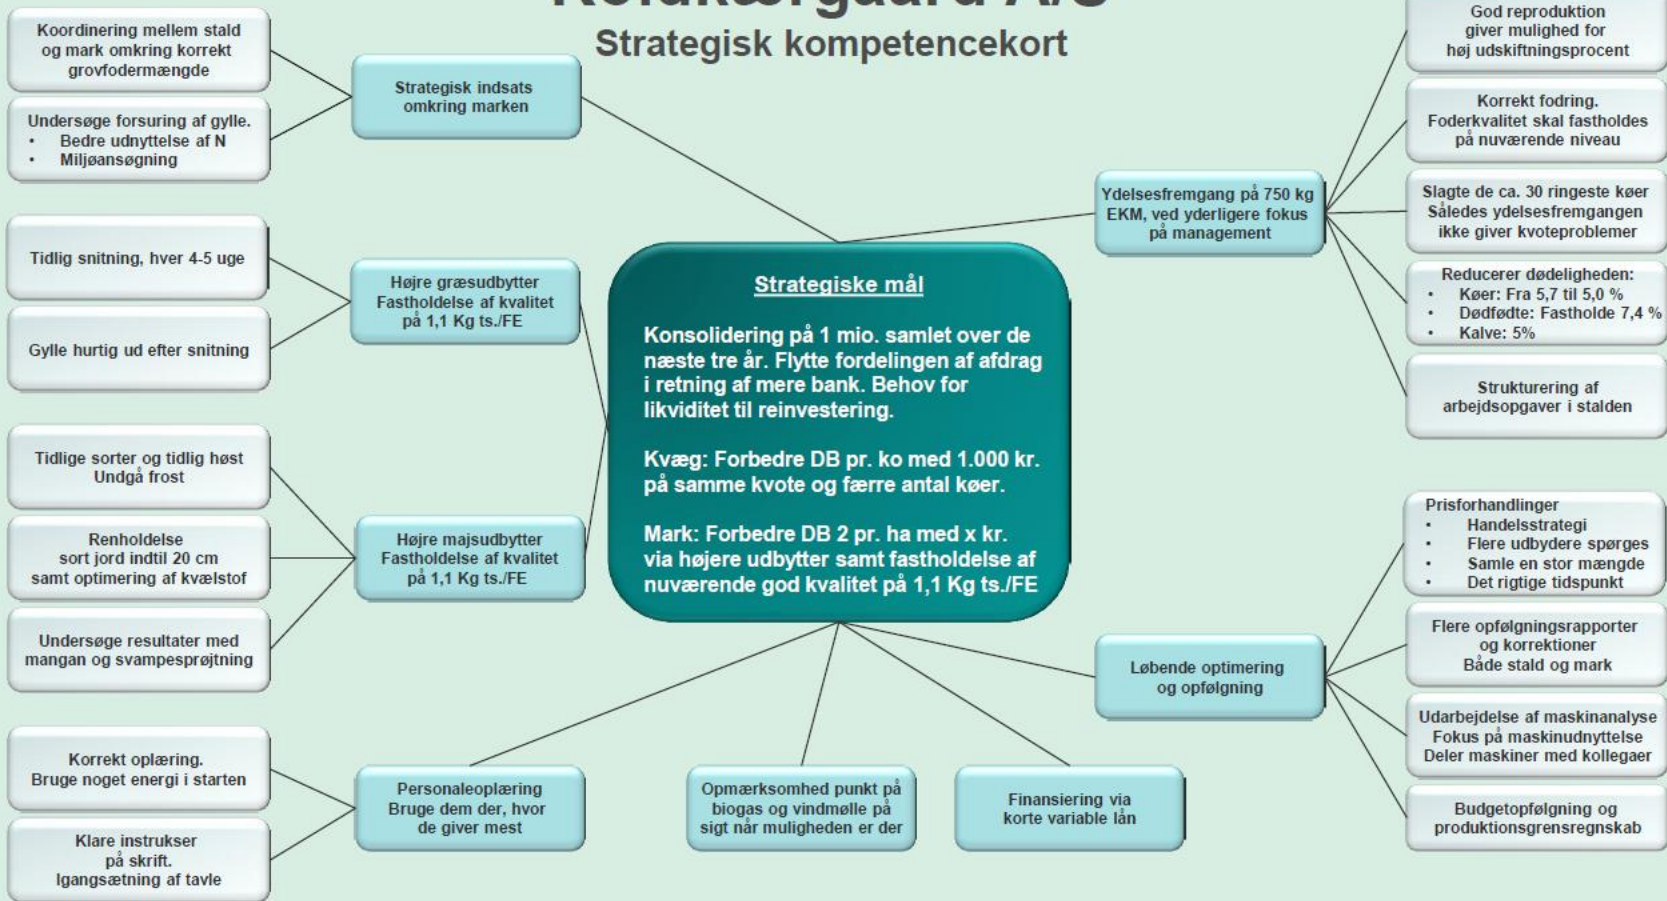 Strategisk kompetencekort
Koordinering mellem stald
og mark omkring korrekt
grovfodermængde
Undersøge forsuring af gylle.
• Bedre udnyttelse af N
• Miljøansøgning
Strategisk indsats
omkring marken
Tidlig snitning, hver 4-5 uge
Gylle hurtig ud efter snitning
Højre græsudbytter
Fastholdelse af kvalitet
på 1,1 Kg ts./FE
Tidlige sorter og tidlig høst
Undgå frost
Renholdelse
sort jord indtil 20 cm
samt optimering af kvælstof
Undersøge resultater med
mangan og svampesprøjtning
Højre majsudbytter
Fastholdelse af kvalitet
på 1,1 Kg ts./FE
Korrekt oplæring.
Bruge noget energi i starten
Klare instrukser
på skrift.
Igangsætning af tavle
Personaleoplæring
Bruge dem der, hvor
de giver mest
Strategiske mål
Konsolidering på 1 mio. samlet over de
næste tre år. Flytte fordelingen af afdrag
i retning af mere bank. Behov for
likviditet til reinvestering.
Kvæg: Forbedre DB pr. ko med 1.000 kr.
på samme kvote og færre antal køer.
Mark: Forbedre DB 2 pr. ha med x kr.
via højere udbytter samt fastholdelse af
nuværende god kvalitet på 1,1 Kg ts./FE
Opmærksomhed punkt på
biogas og vindmølle på
sigt når muligheden er der
Finansiering via
korte variable lån
Ydelsesfremgang på 750 kg
EKM, ved yderligere fokus
på management
God reproduktion
giver mulighed for
høj udskiftningsprocent
Korrekt fodring.
Foderkvalitet skal fastholdes
på nuværende niveau
Slagte de ca. 30 ringeste køer
Således ydelsesfremgangen
ikke giver kvoteproblemer
Reducerer dødeligheden:
• Køer: Fra 5,7 til 5,0 %
• Dødfødte: Fastholde 7,4 %
• Kalve: 5%
Strukturering af
arbejdsopgaver i stalden
Løbende optimering
og opfølgning
Prisforhandlinger
• Handelsstrategi
• Flere udbydere spørges
• Samle en stor mængde
• Det rigtige tidspunkt
Flere opfølgningsrapporter
og korrektioner
Både stald og mark
Udarbejdelse af maskinanalyse
Fokus på maskinudnyttelse
Deler maskiner med kollegaer
Budgetopfølgning og
produktionsgrensregnskab